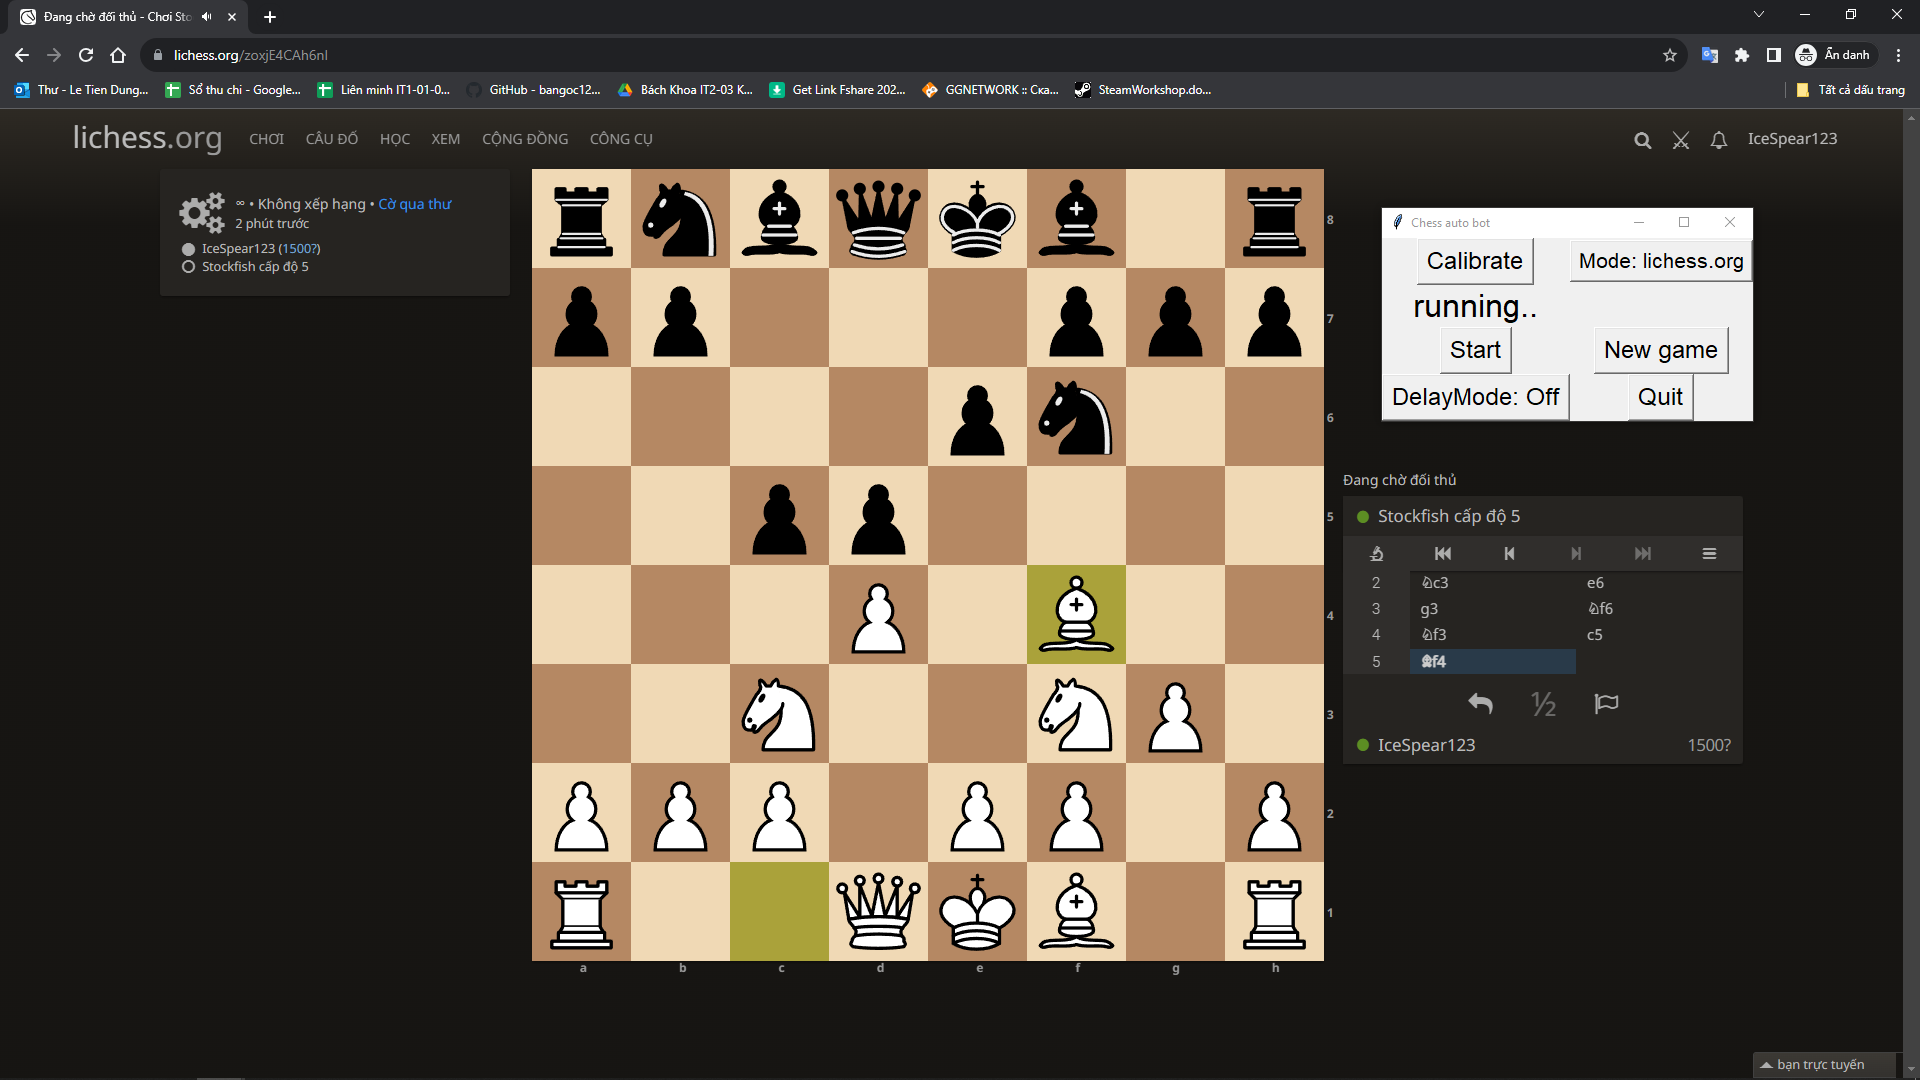 Đang chờ đối thủ - Chơi Sto
lichess.org/zoxjE4CAh6nI
Ẩn danh
Thư - Le Tien Dung...
Sổ thu chi - Google...
Liên minh IT1-01-0...
GitHub - bangoc12...
Bách Khoa IT2-03 K...
Get Link Fshare 202...
GGNETWORK :: Ска...
SteamWorkshop.do...
Tất cả dấu trang
lichess.org
CHƠI
CÂU ĐỐ
HỌC
XEM
CỘNG ĐỒNG
CÔNG CỤ
IceSpear123
∞ • Không xếp hạng • Cờ qua thư
2 phút trước
IceSpear123 (1500?)
Stockfish cấp độ 5
8
7
6
5
4
3
2
1
a b c d e f g h
Chess auto bot
Calibrate
Mode: lichess.org
running..
Start
New game
DelayMode: Off
Quit
Đang chờ đối thủ
Stockfish cấp độ 5
2 ♘c3 e6
3 g3 ♘f6
4 ♘f3 c5
5 ♗f4
½
IceSpear123 1500?
bạn trực tuyến